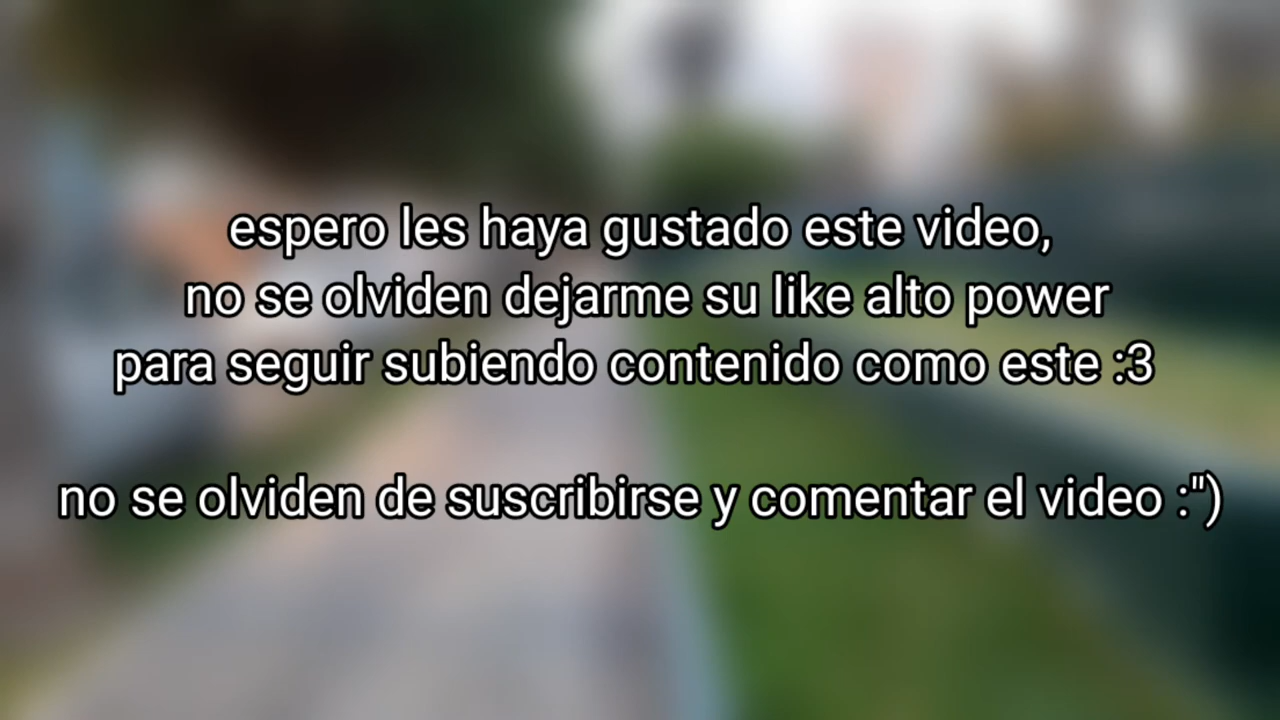 espero les haya gustado este video,
no se olviden dejarme su like alto power
para seguir subiendo contenido como este :3
no se olviden de suscribirse y comentar el video :")